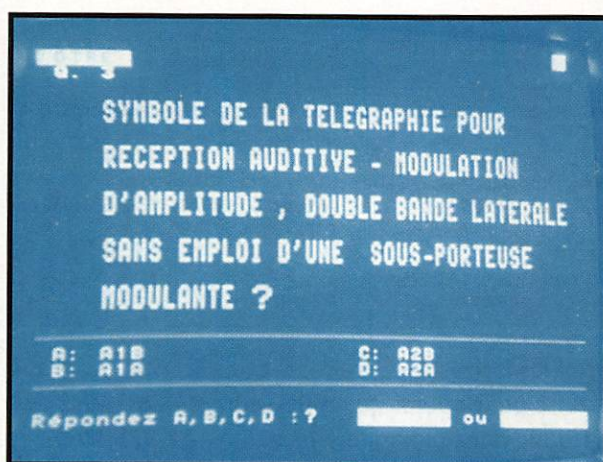 Q. 3
SYMBOLE DE LA TELEGRAPHIE POUR
RECEPTION AUDITIVE - MODULATION
D'AMPLITUDE , DOUBLE BANDE LATERALE
SANS EMPLOI D'UNE SOUS-PORTEUSE
MODULANTE ?
A: A1B C: A2B
B: A1A D: A2A
Répondez A,B,C,D :? ou